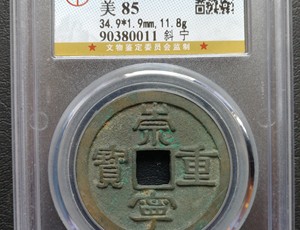 美 85
34.9*1.9mm,11.8g
90380011 斜宁
★ 文物鉴定委员会监制 ★
崇
寳 重
寧